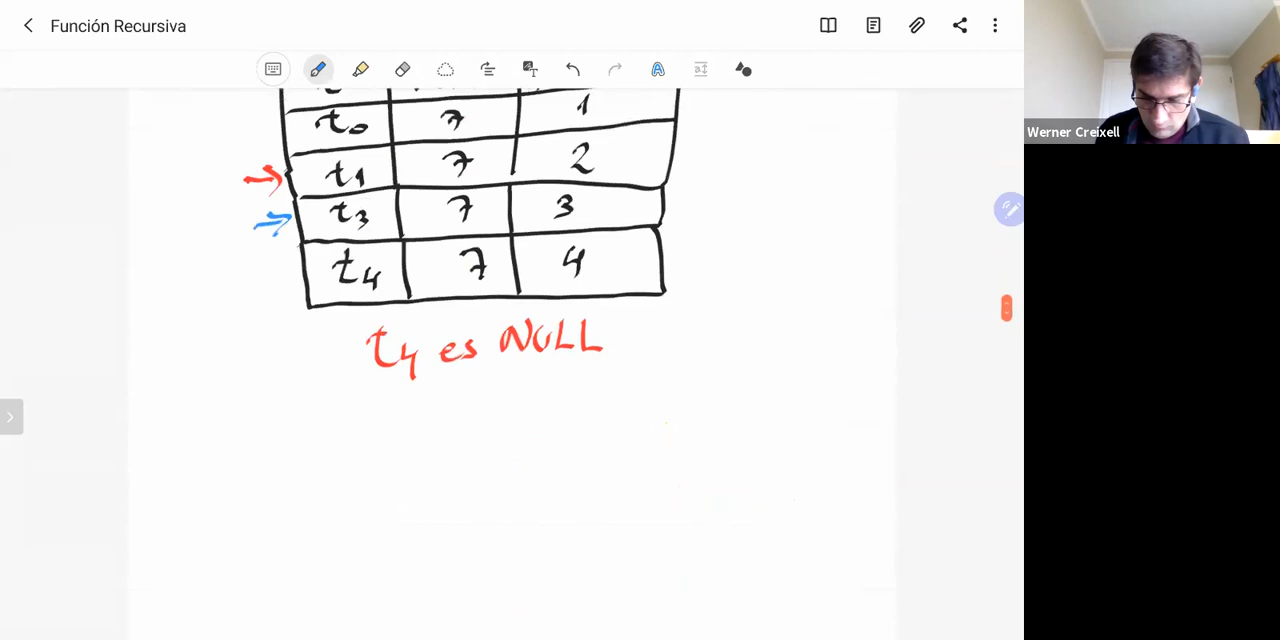 Función Recursiva
t0 7 1
t1 7 2
Werner Creixell
t3 7 3
t4 7 4
t4 es NULL